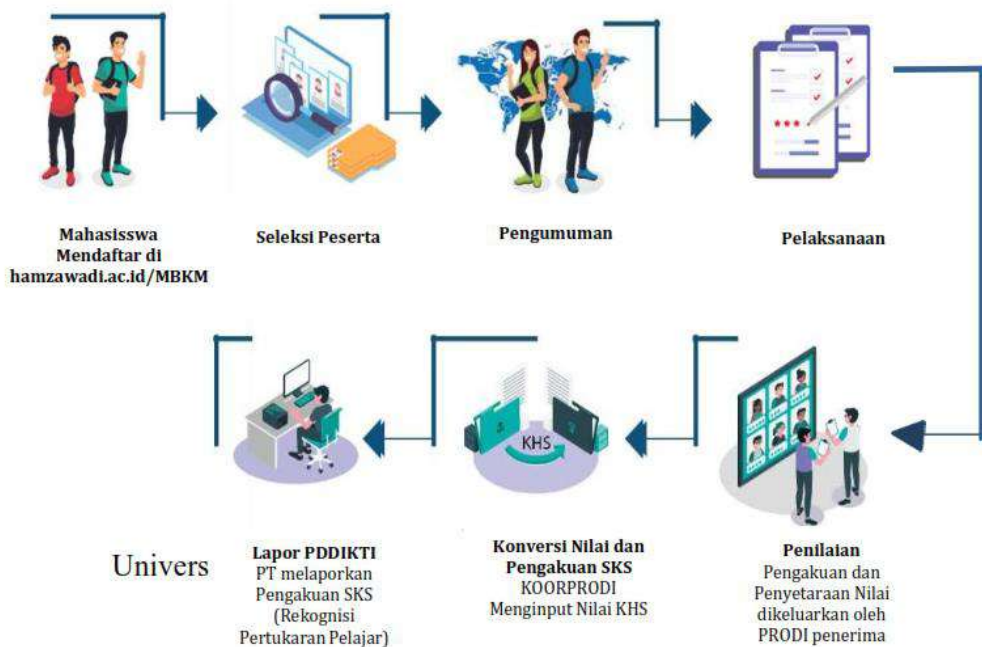 Mahasisswa
Mendaftar di
hamzawadi.ac.id/MBKM
Seleksi Peserta
Pengumuman
Pelaksanaan
KHS
Lapor PDDIKTI
PT melaporkan
Pengakuan SKS
(Rekognisi
Pertukaran Pelajar)
Konversi Nilai dan
Pengakuan SKS
KOORPRODI
Menginput Nilai KHS
Penilaian
Pengakuan dan
Penyetaraan Nilai
dikeluarkan oleh
PRODI penerima
Univers